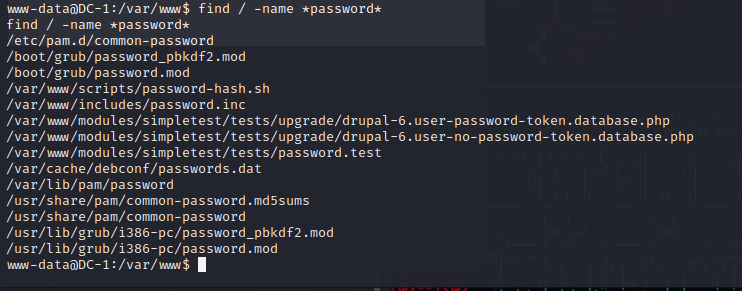 www-data@DC-1:/var/www$ find / -name *password*
find / -name *password*
/etc/pam.d/common-password
/boot/grub/password_pbkdf2.mod
/boot/grub/password.mod
/var/www/scripts/password-hash.sh
/var/www/includes/password.inc
/var/www/modules/simpletest/tests/upgrade/drupal-6.user-password-token.database.php
/var/www/modules/simpletest/tests/upgrade/drupal-6.user-no-password-token.database.php
/var/www/modules/simpletest/tests/password.test
/var/cache/debconf/passwords.dat
/var/lib/pam/password
/usr/share/pam/common-password.md5sums
/usr/share/pam/common-password
/usr/lib/grub/i386-pc/password_pbkdf2.mod
/usr/lib/grub/i386-pc/password.mod
www-data@DC-1:/var/www$